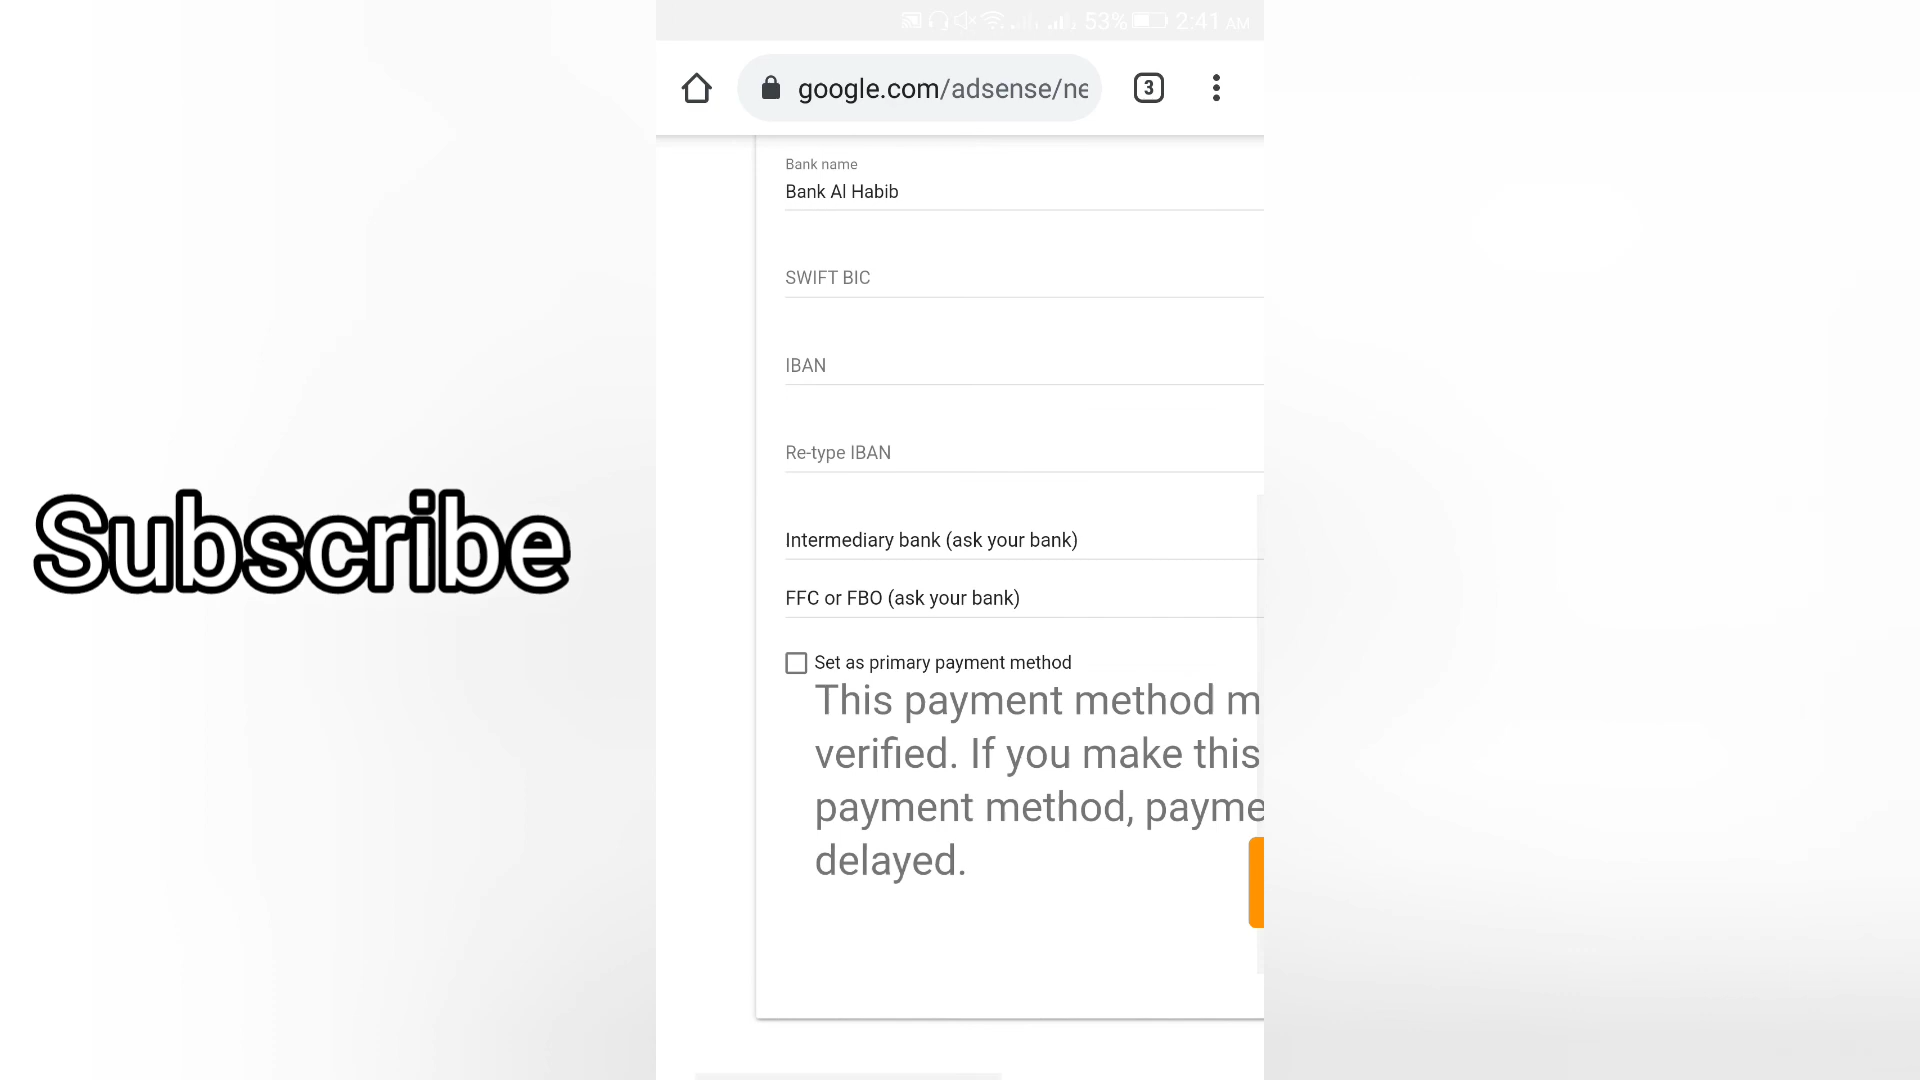 53% 2:41 AM
google.com/adsense/ne
3
Bank name
Bank Al Habib
SWIFT BIC
IBAN
Re-type IBAN
Intermediary bank (ask your bank)
FFC or FBO (ask your bank)
Set as primary payment method
This payment method m
verified. If you make this
payment method, payme
delayed.
Subscribe